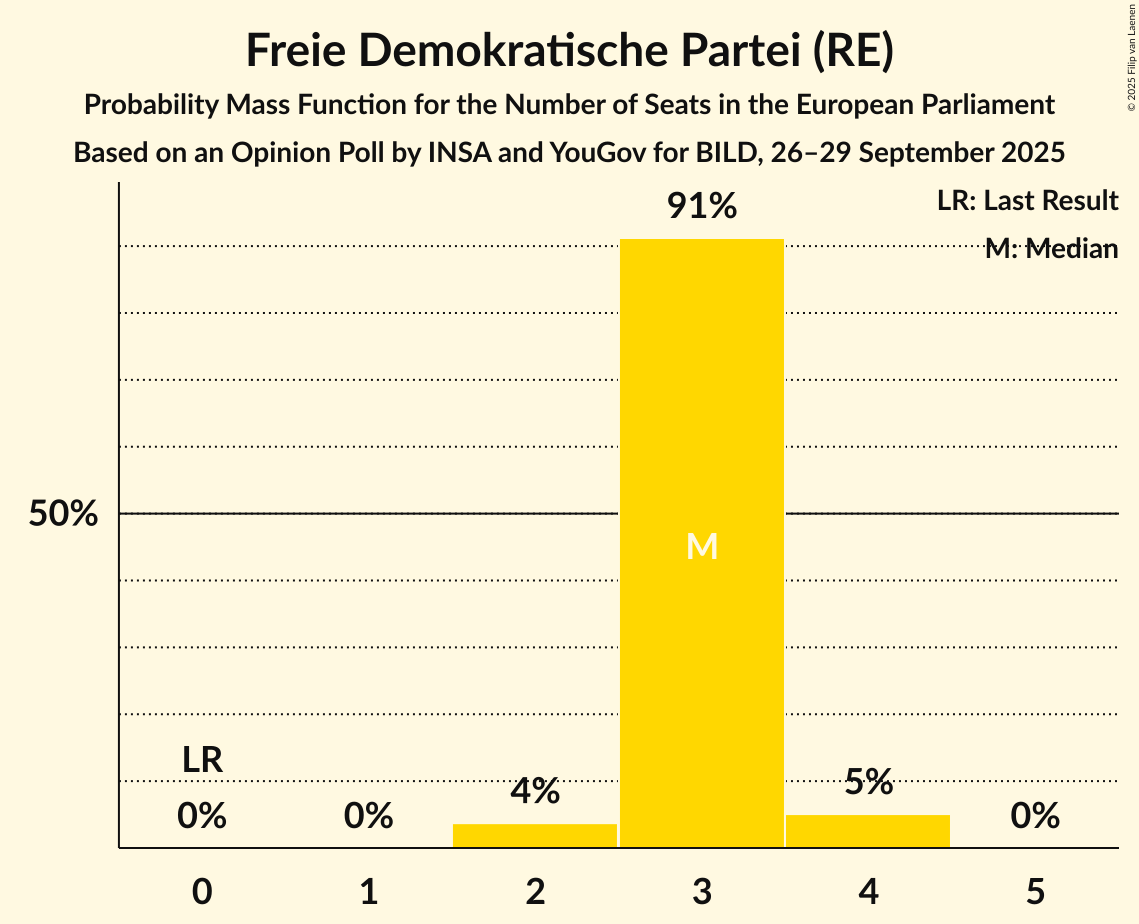 Freie Demokratische Partei (RE)
Probability Mass Function for the Number of Seats in the European Parliament
Based on an Opinion Poll by INSA and YouGov for BILD, 26–29 September 2025
© 2025 Filip van Laenen
LR: Last Result
M: Median
91%
50%
M
LR
0%
0%
4%
5%
0%
0
1
2
3
4
5